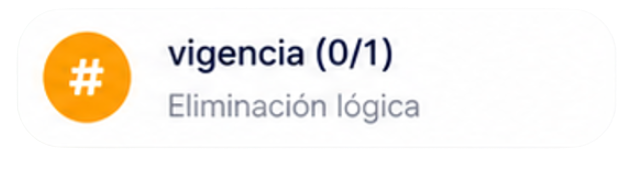 #
vigencia (0/1)
Eliminación lógica